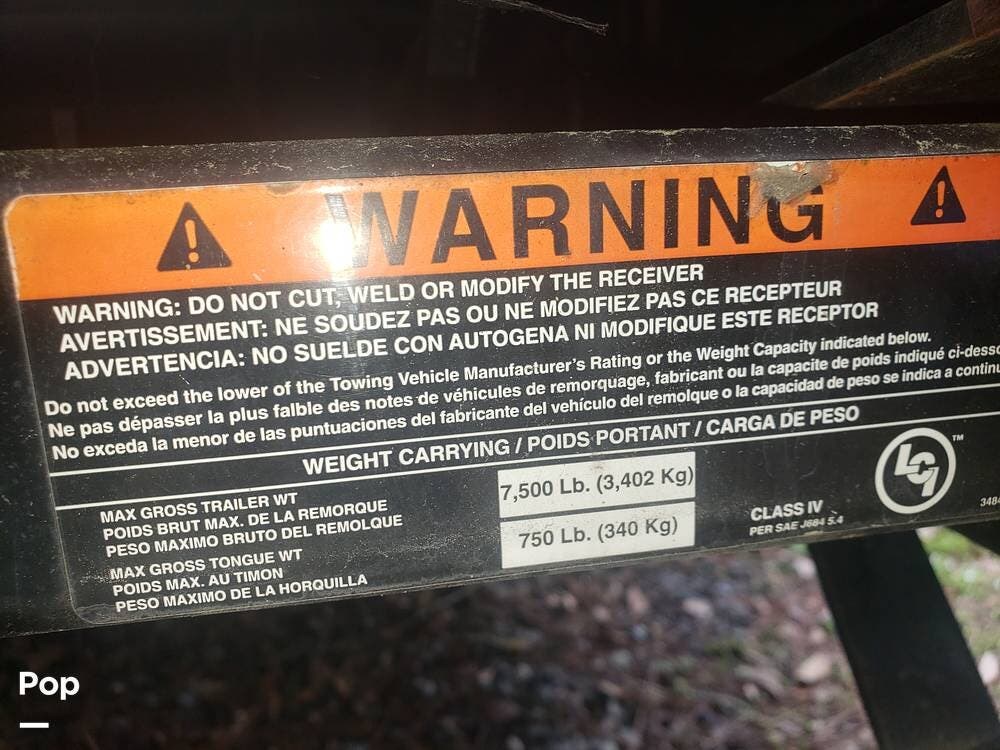 WARNING
WARNING: DO NOT CUT, WELD OR MODIFY THE RECEIVER
AVERTISSEMENT: NE SOUDEZ PAS OU NE MODIFIEZ PAS CE RECEPTEUR
ADVERTENCIA: NO SUELDE CON AUTOGENA NI MODIFIQUE ESTE RECEPTOR
Do not exceed the lower of the Towing Vehicle Manufacturer's Rating or the Weight Capacity indicated below.
Ne pas dépasser la plus falble des notes de véhicules de remorquage, fabricant ou la capacite de poids indiqué ci-desso
No exceda la menor de las puntuaciones del fabricante del vehículo del remolque o la capacidad de peso se indica a continu
WEIGHT CARRYING / POIDS PORTANT / CARGA DE PESO
MAX GROSS TRAILER WT
POIDS BRUT MAX. DE LA REMORQUE
PESO MAXIMO BRUTO DEL REMOLQUE
7,500 Lb. (3,402 Kg)
MAX GROSS TONGUE WT
POIDS MAX. AU TIMON
PESO MAXIMO DE LA HORQUILLA
750 Lb. (340 Kg)
CLASS IV
PER SAE J684 5.4
LCI™
3484
Pop